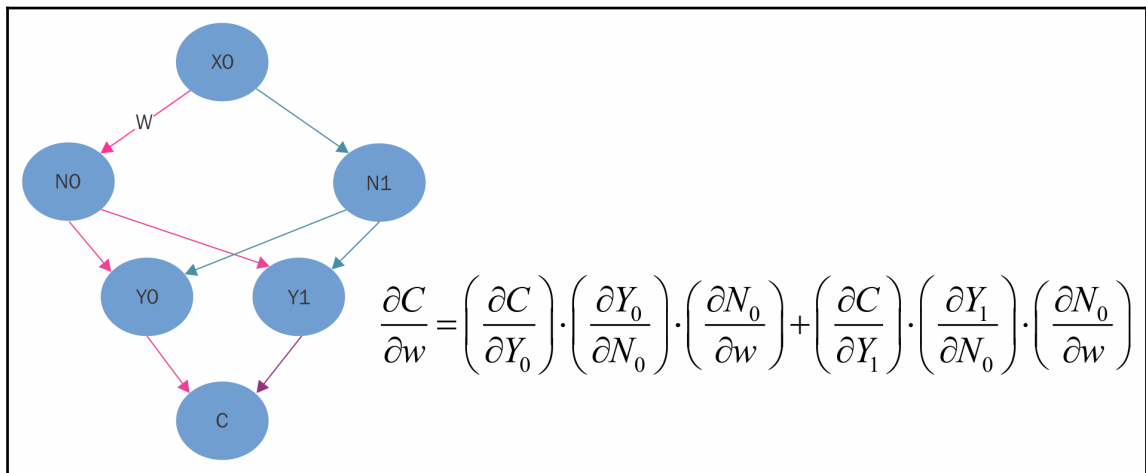 X0
W
N0
N1
Y0
Y1
∂C/∂w = (∂C/∂Y₀)·(∂Y₀/∂N₀)·(∂N₀/∂w)+(∂C/∂Y₁)·(∂Y₁/∂N₀)·(∂N₀/∂w)
C